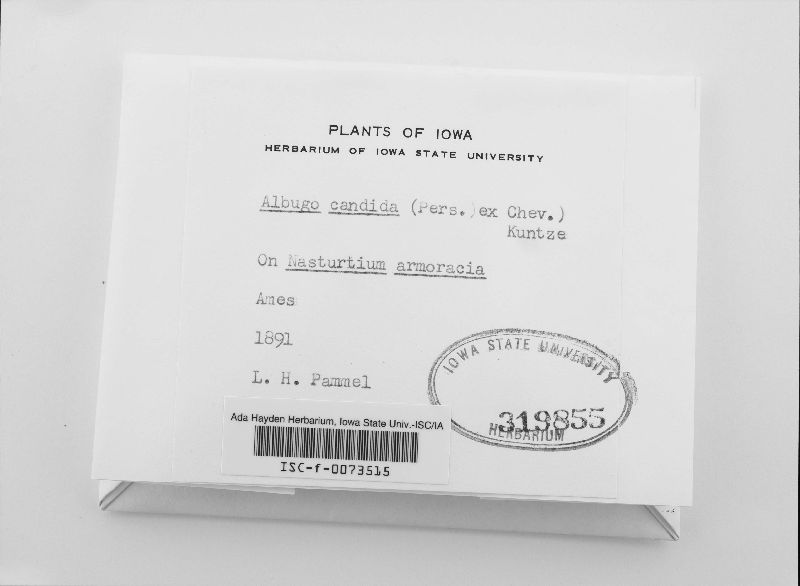 PLANTS OF IOWA
HERBARIUM OF IOWA STATE UNIVERSITY
Albugo candida (Pers. )ex Chev.)
Kuntze
On Nasturtium armoracia
Ames
1891
L. H. Pammel
IOWA STATE UNIVERSITY
319855
HERBARIUM
Ada Hayden Herbarium, Iowa State Univ.-ISC/IA
ISC-f-0073515